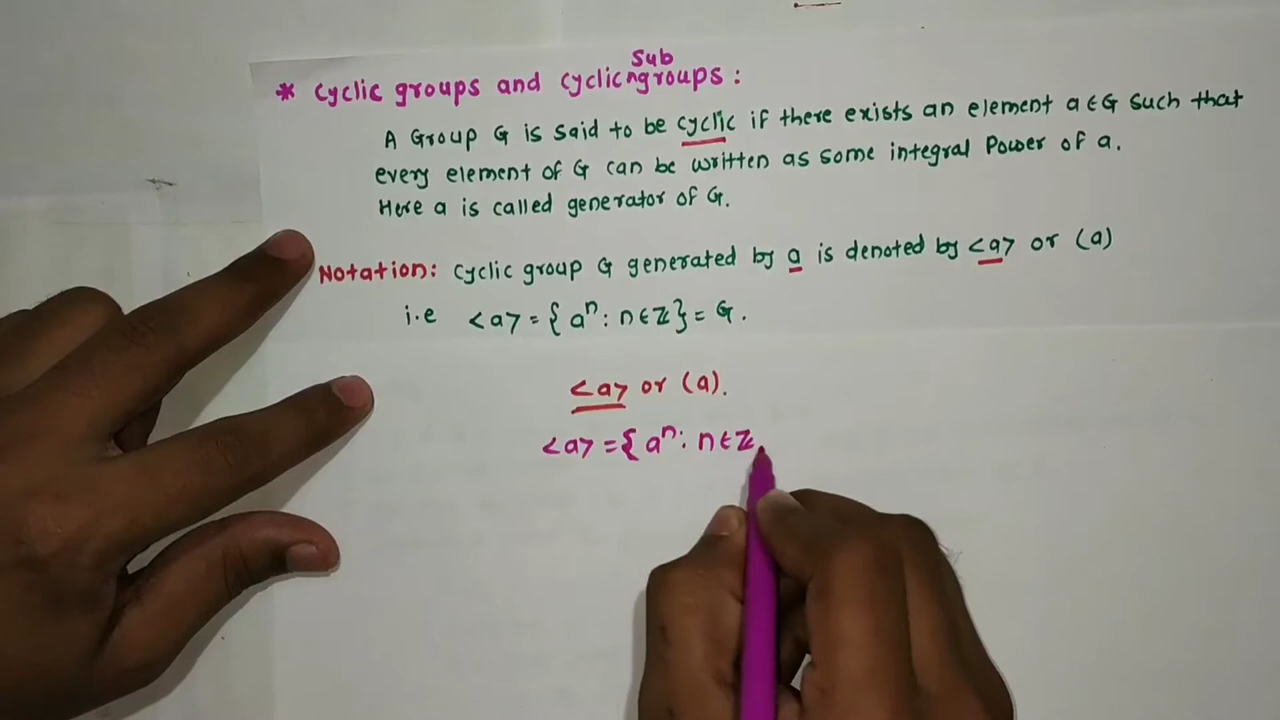 * cyclic groups and cyclic^Sub groups :
A Group G is said to be cyclic if there exists an element a ∈ G such that
every element of G can be written as some integral Power of a.
Here a is called generator of G.
Notation: cyclic group G generated by a is denoted by <a> or (a)
i.e <a> = { aⁿ : n ∈ ℤ } = G.
<a> or (a).
<a> = { aⁿ : n ∈ ℤ